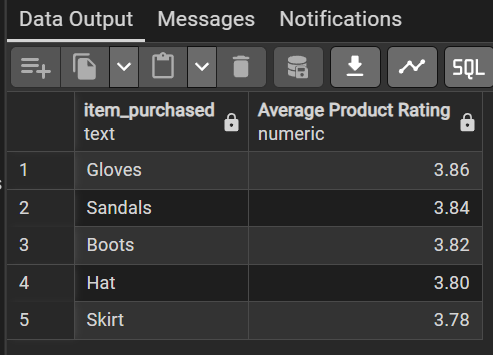 Data Output Messages Notifications
SQL
item_purchased Average Product Rating
text numeric
1 Gloves 3.86
2 Sandals 3.84
3 Boots 3.82
4 Hat 3.80
5 Skirt 3.78